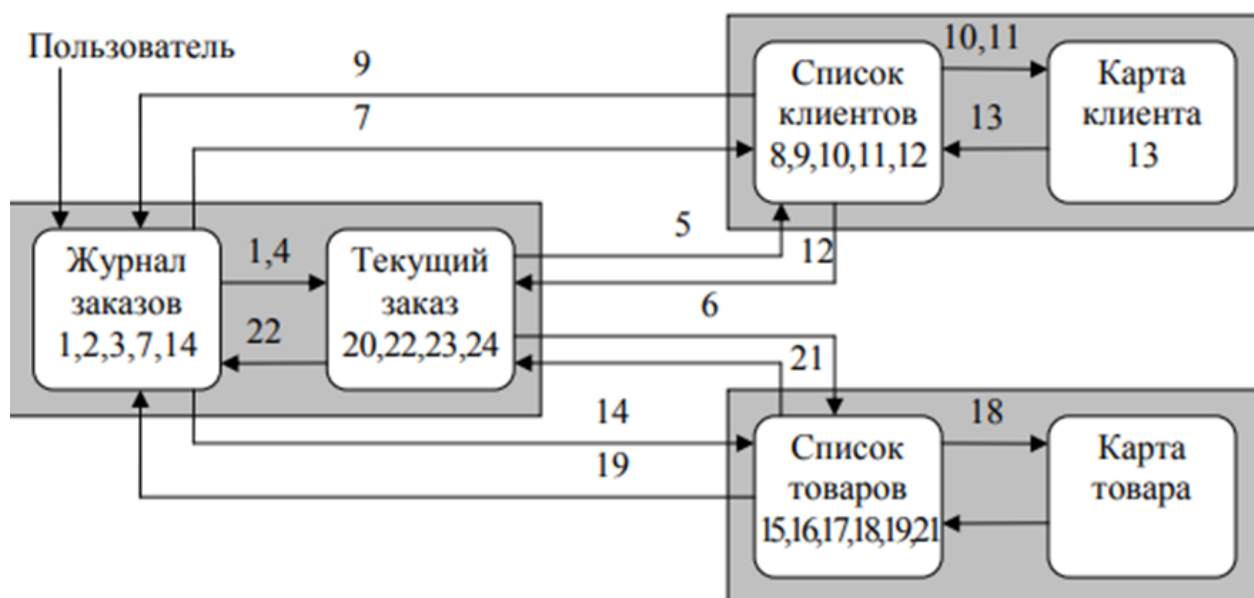 Пользователь
9
7
10,11
Список
клиентов
8,9,10,11,12
13
Карта
клиента
13
Журнал
заказов
1,2,3,7,14
1,4
22
Текущий
заказ
20,22,23,24
5
12
6
21
14
19
Список
товаров
15,16,17,18,19,21
18
Карта
товара